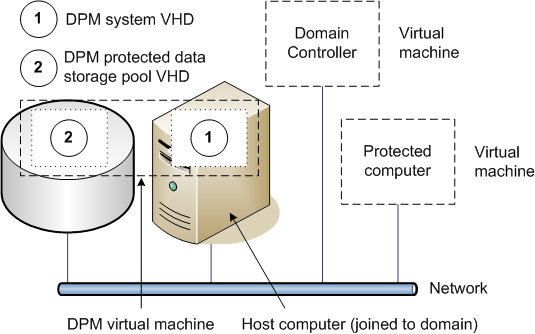 1 DPM system VHD
2 DPM protected data
storage pool VHD
Domain
Controller
Virtual
machine
2
1
Protected
computer
Virtual
machine
Network
DPM virtual machine
Host computer (joined to domain)